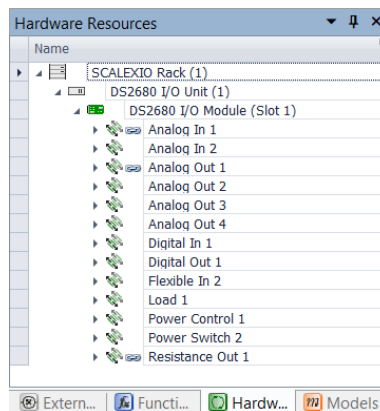 Hardware Resources
Name
SCALEXIO Rack (1)
DS2680 I/O Unit (1)
DS2680 I/O Module (Slot 1)
Analog In 1
Analog In 2
Analog Out 1
Analog Out 2
Analog Out 3
Analog Out 4
Digital In 1
Digital Out 1
Flexible In 2
Load 1
Power Control 1
Power Switch 2
Resistance Out 1
Extern... Functi... Hardw... Models